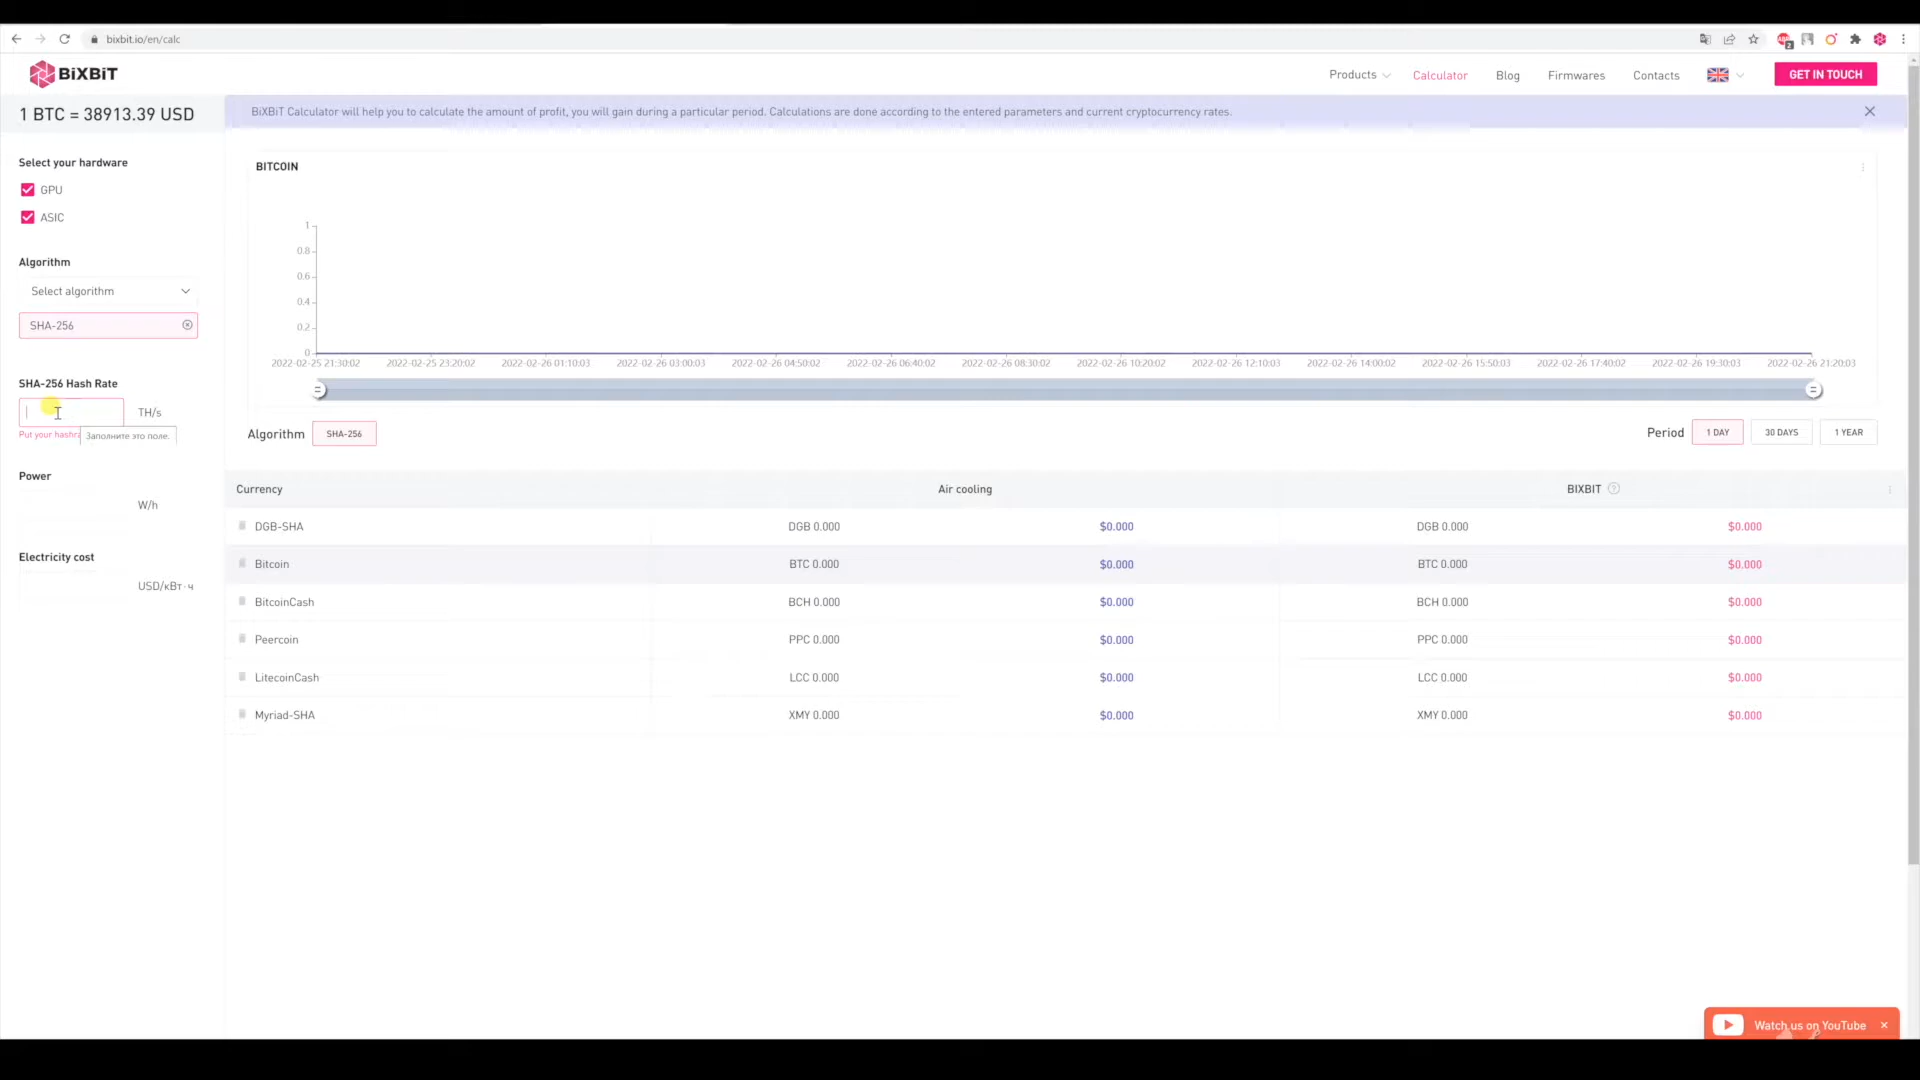 bixbit.io/en/calc
2
BiXBiT
Products
Calculator
Blog
Firmwares
Contacts
GET IN TOUCH
1 BTC = 38913.39 USD
BiXBiT Calculator will help you to calculate the amount of profit, you will gain during a particular period. Calculations are done according to the entered parameters and current cryptocurrency rates.
Select your hardware
GPU
ASIC
Algorithm
Select algorithm
SHA-256
SHA-256 Hash Rate
TH/s
Put your hashra
Заполните это поле.
Power
W/h
Electricity cost
USD/кВт·ч
BITCOIN
1
0.8
0.6
0.4
0.2
0
2022-02-25 21:30:02 2022-02-25 23:20:02 2022-02-26 01:10:03 2022-02-26 03:00:03 2022-02-26 04:50:02 2022-02-26 06:40:02 2022-02-26 08:30:02 2022-02-26 10:20:02 2022-02-26 12:10:03 2022-02-26 14:00:02 2022-02-26 15:50:03 2022-02-26 17:40:02 2022-02-26 19:30:03 2022-02-26 21:20:03
Algorithm SHA-256
Period 1 DAY 30 DAYS 1 YEAR
Currency Air cooling BIXBIT ?
DGB-SHA DGB 0.000 $0.000 DGB 0.000 $0.000
Bitcoin BTC 0.000 $0.000 BTC 0.000 $0.000
BitcoinCash BCH 0.000 $0.000 BCH 0.000 $0.000
Peercoin PPC 0.000 $0.000 PPC 0.000 $0.000
LitecoinCash LCC 0.000 $0.000 LCC 0.000 $0.000
Myriad-SHA XMY 0.000 $0.000 XMY 0.000 $0.000
Watch us on YouTube